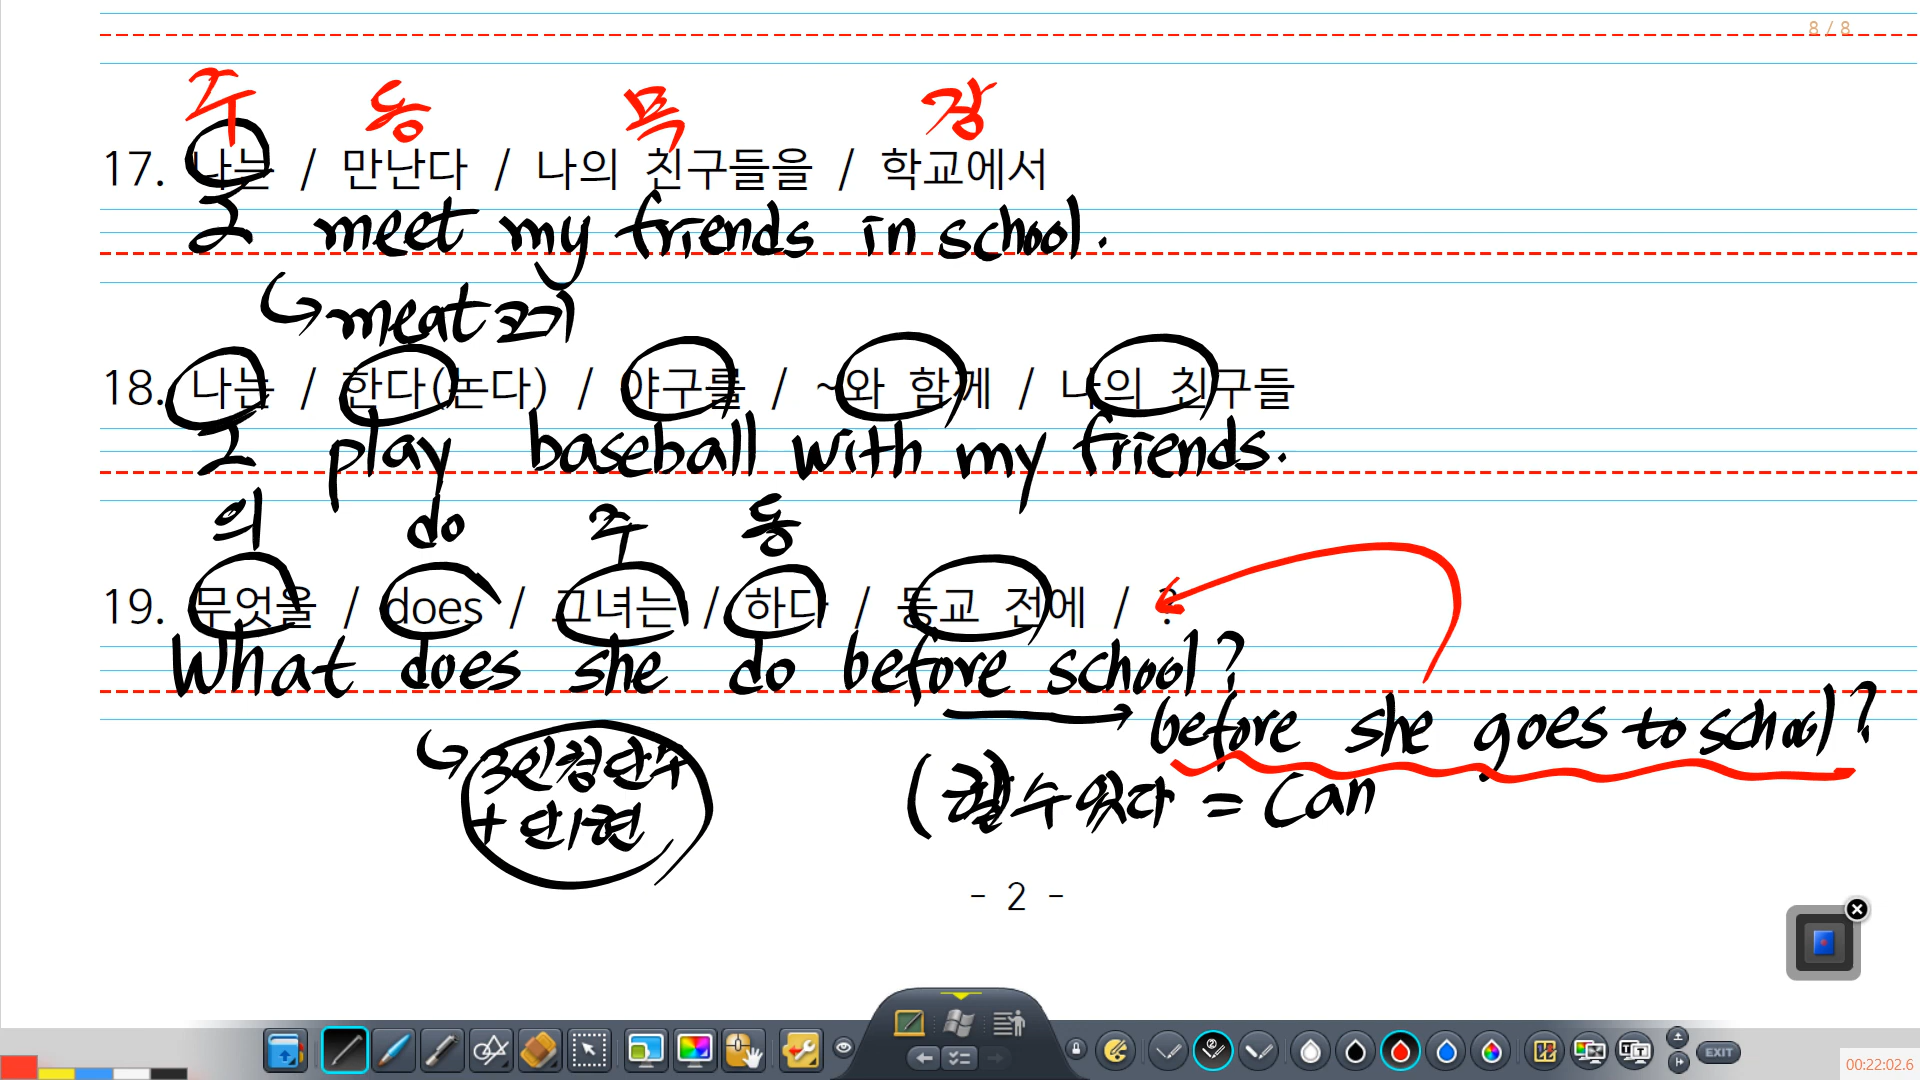 8 / 8
주 동 목 장
17. 나는 / 만난다 / 나의 친구들을 / 학교에서
I meet my friends in school.
meat 고기
18. 나는 / 한다(논다) / 야구를 / ~와 함께 / 나의 친구들
I play baseball with my friends.
의 do 주 동
19. 무엇을 / does / 그녀는 / 하다 / 등교 전에 / ?
What does she do before school?
before she goes to school?
3인칭 단수
+ 단/현
(할 수 있다 = Can
- 2 -
EXIT
00:22:02.6